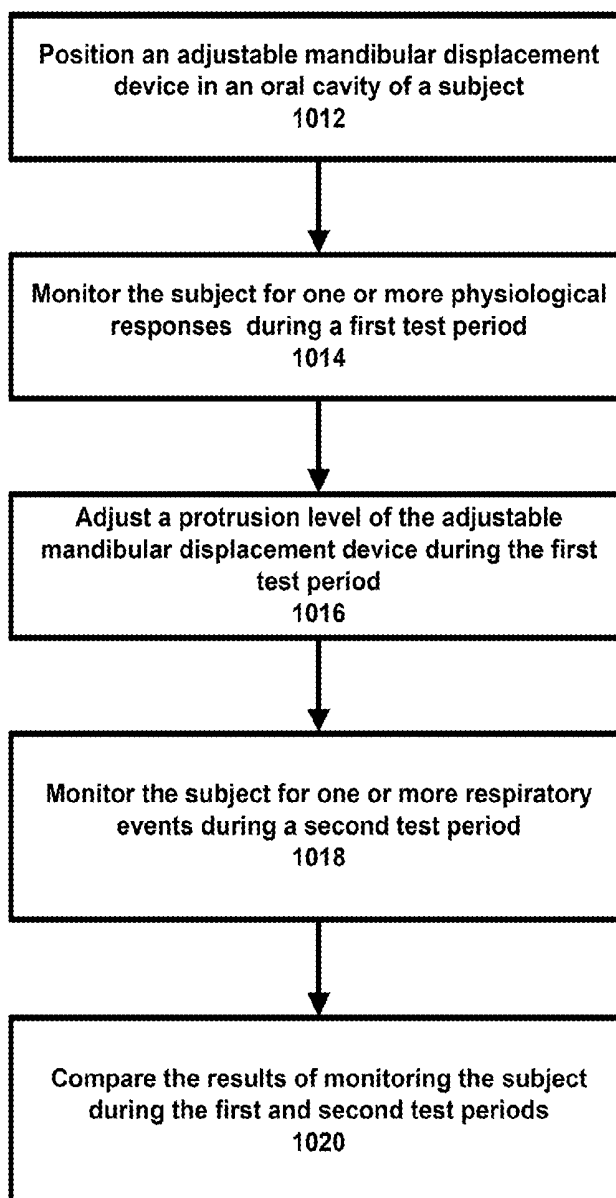 Position an adjustable mandibular displacement
device in an oral cavity of a subject
1012
Monitor the subject for one or more physiological
responses during a first test period
1014
Adjust a protrusion level of the adjustable
mandibular displacement device during the first
test period
1016
Monitor the subject for one or more respiratory
events during a second test period
1018
Compare the results of monitoring the subject
during the first and second test periods
1020